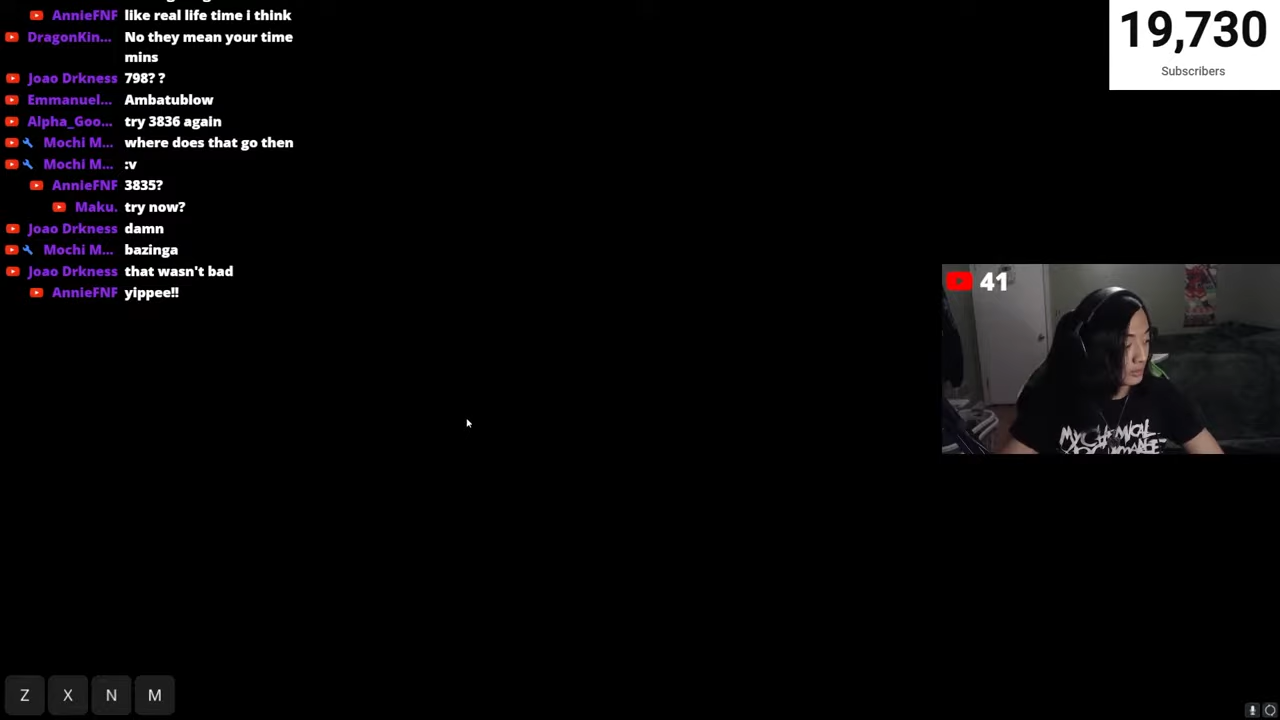 AnnieFNF like real life time i think
DragonKin... No they mean your time
mins
Joao Drkness 798? ?
Emmanuel... Ambatublow
Alpha_Goo... try 3836 again
Mochi M... where does that go then
Mochi M... :v
AnnieFNF 3835?
Maku. try now?
Joao Drkness damn
Mochi M... bazinga
Joao Drkness that wasn't bad
AnnieFNF yippee!!
19,730
Subscribers
41
MY CHEMICAL
Z X N M